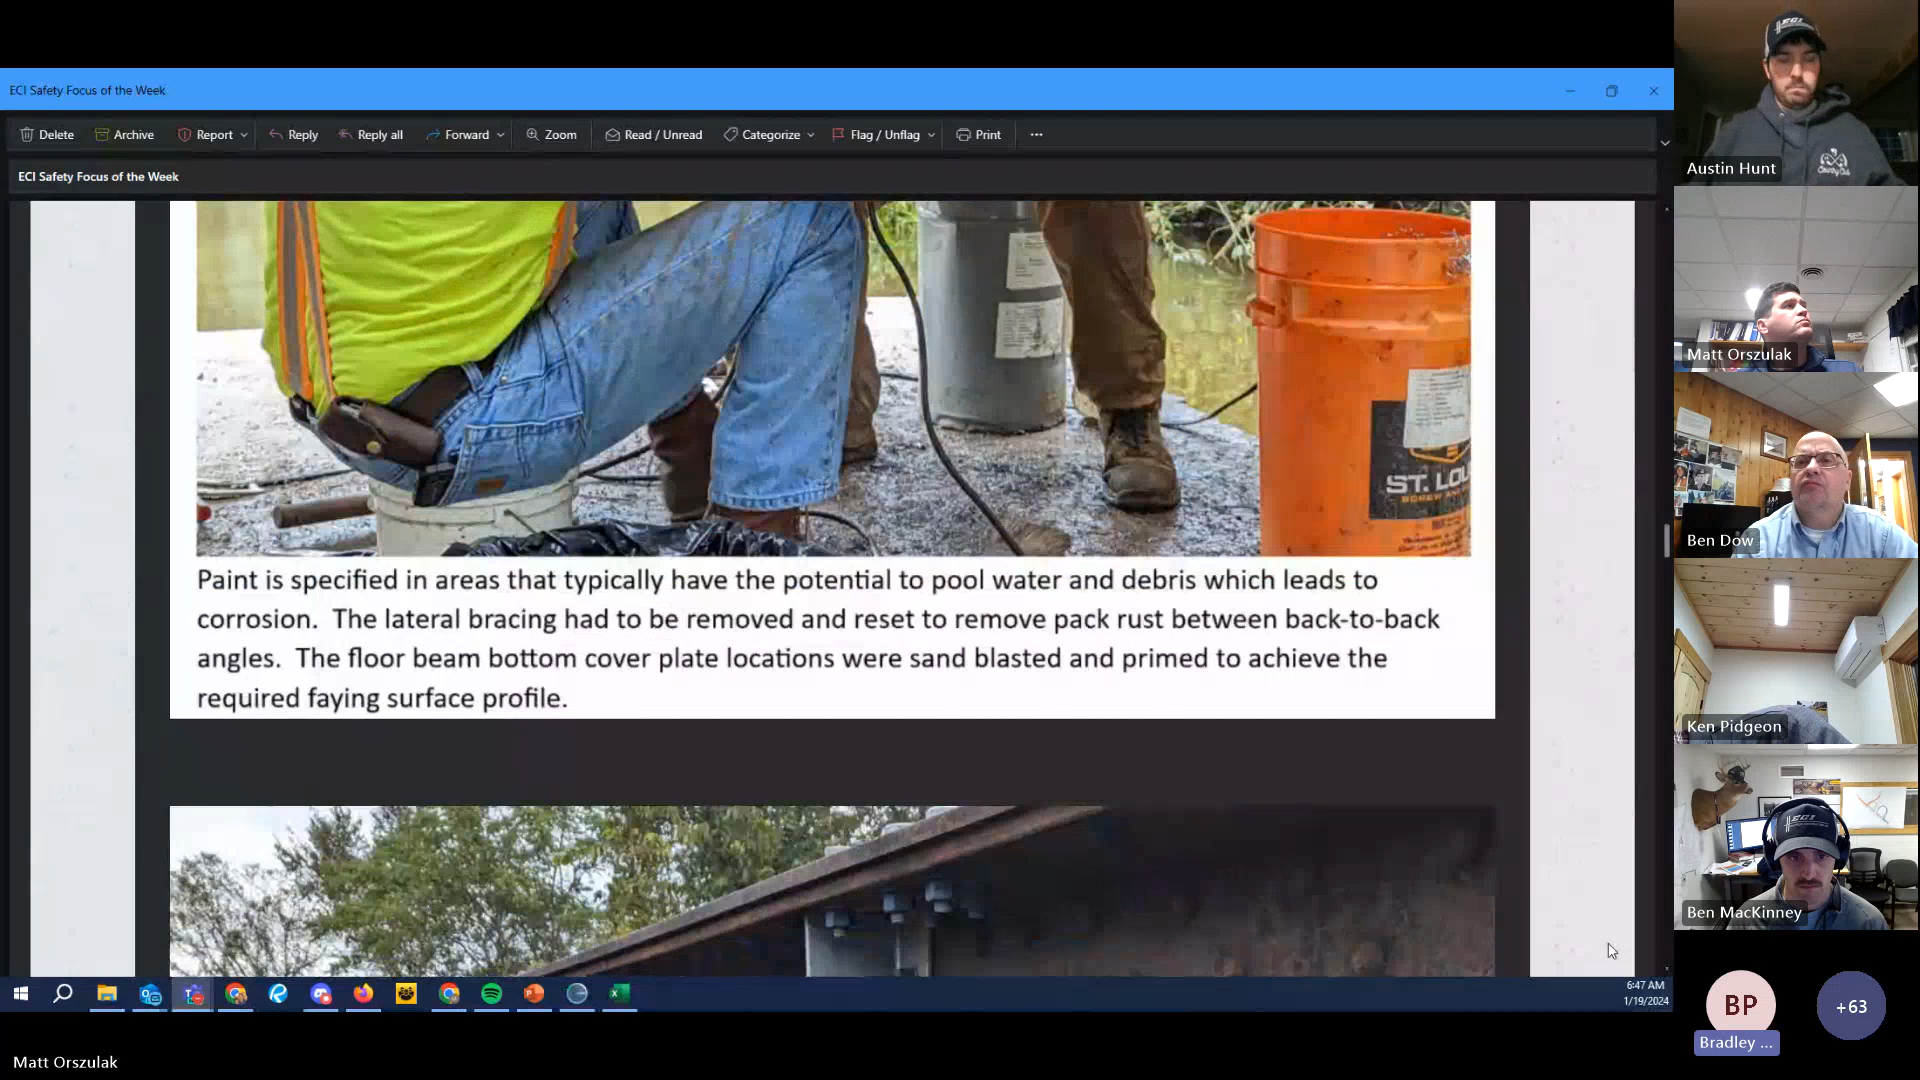 ECI Safety Focus of the Week
Delete
Archive
Report
Reply
Reply all
Forward
Zoom
Read / Unread
Categorize
Flag / Unflag
Print
ECI Safety Focus of the Week
ST. LOU
Paint is specified in areas that typically have the potential to pool water and debris which leads to
corrosion.  The lateral bracing had to be removed and reset to remove pack rust between back-to-back
angles.  The floor beam bottom cover plate locations were sand blasted and primed to achieve the
required faying surface profile.
6:47 AM
1/19/2024
Matt Orszulak
ECI
Austin Hunt
Matt Orszulak
Ben Dow
Ken Pidgeon
ECI
Ben MacKinney
BP
Bradley ...
+63